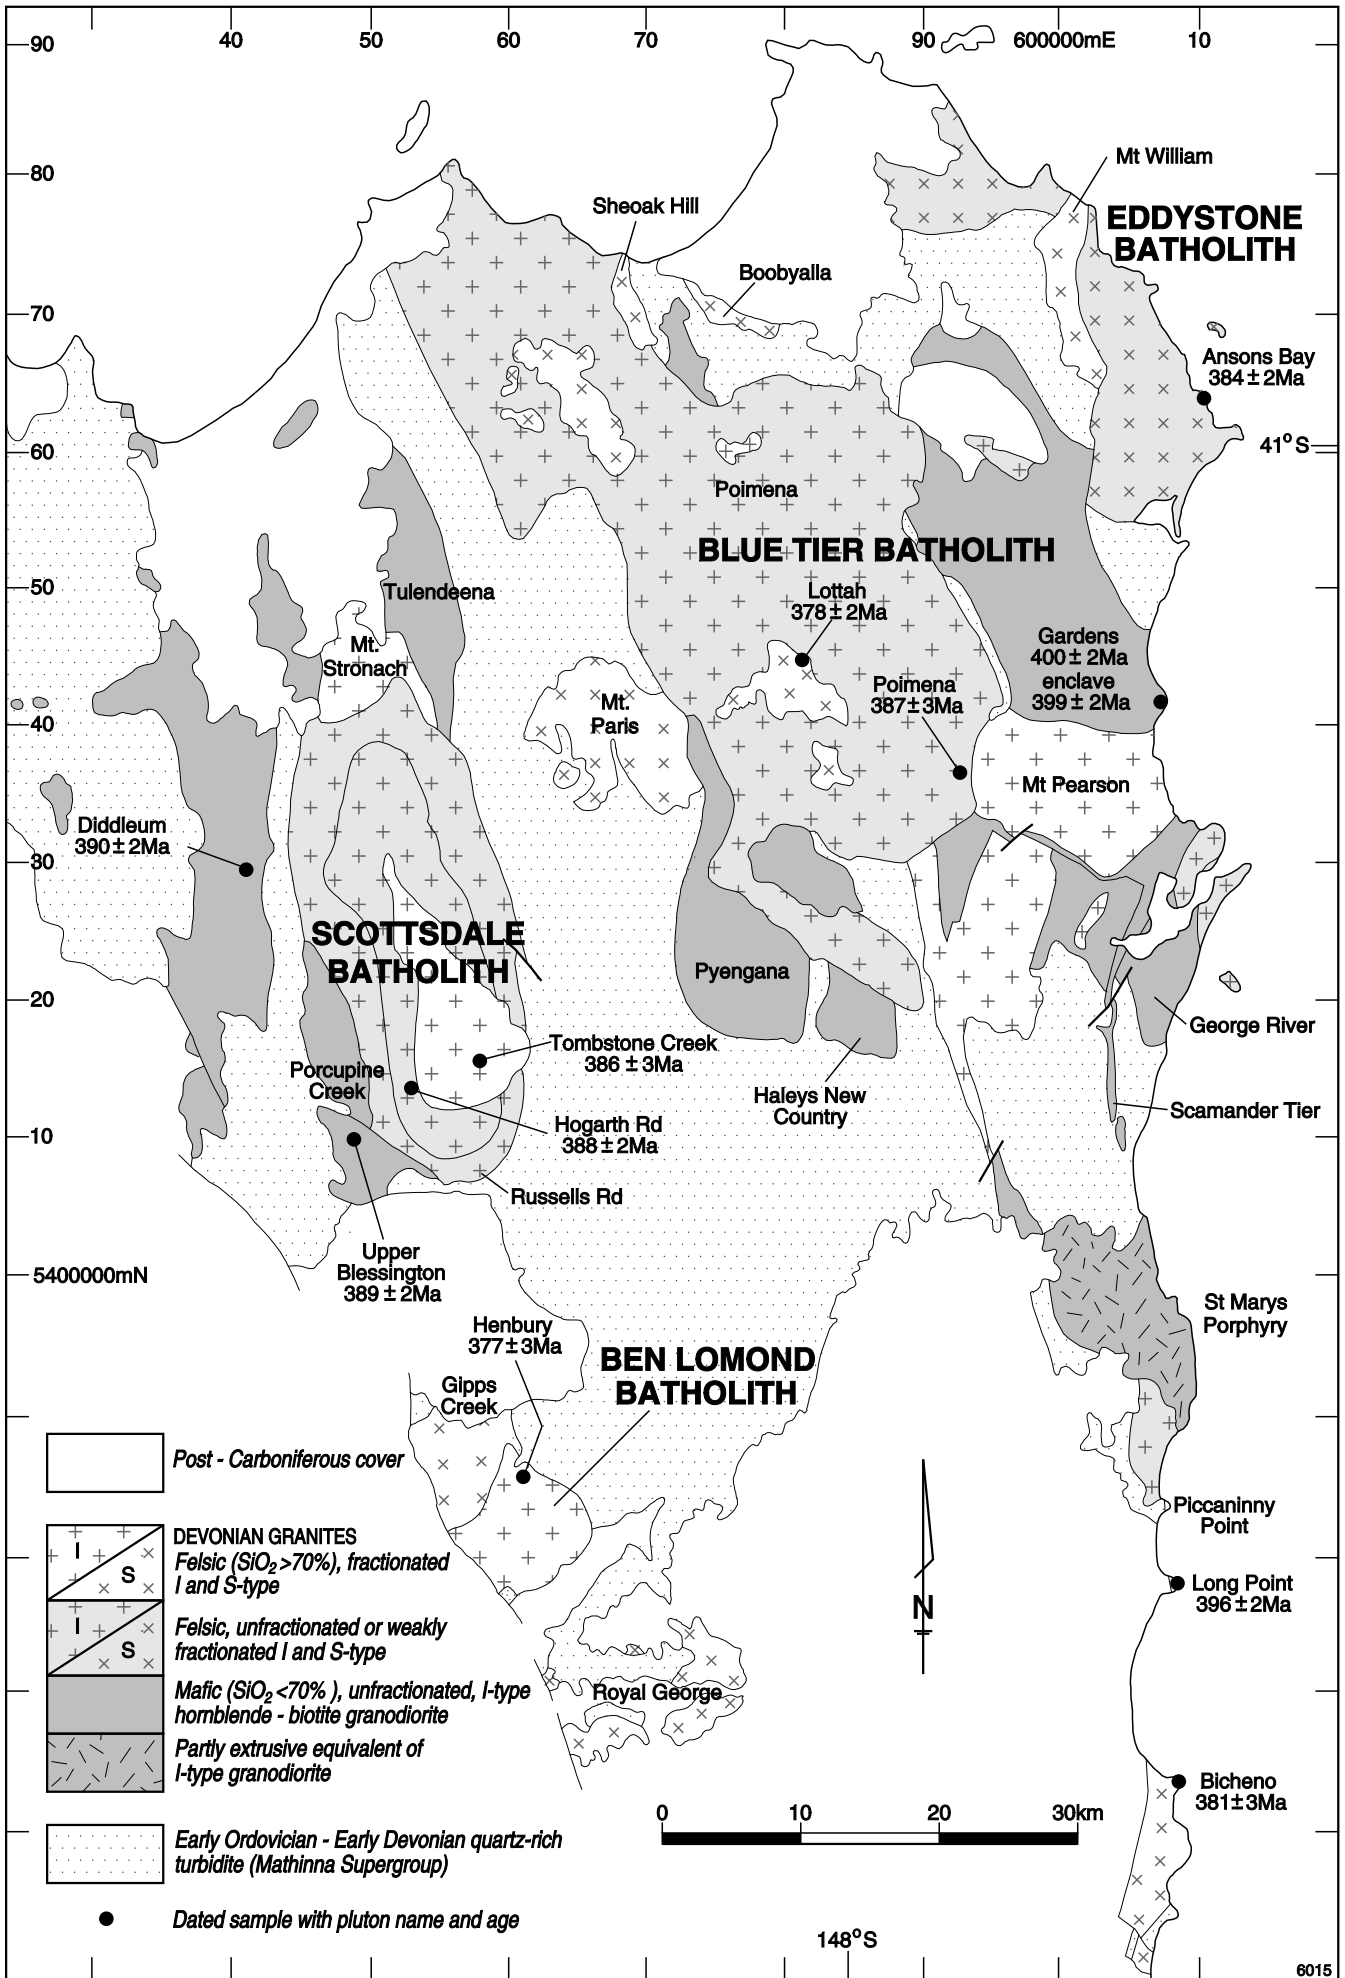 40 50 60 70 90 600000mE 10
90
80
70
60
50
40
30
20
10
5400000mN
Mt William
EDDYSTONE
BATHOLITH
Sheoak Hill
Boobyalla
Ansons Bay
384 ± 2Ma
41°S
Poimena
BLUE TIER BATHOLITH
Tulendeena
Lottah
378 ± 2Ma
Gardens
400 ± 2Ma
enclave
399 ± 2Ma
Mt.
Stronach
Poimena
387 ± 3Ma
Mt.
Paris
Mt Pearson
Diddleum
390 ± 2Ma
SCOTTSDALE
BATHOLITH
Pyengana
George River
Tombstone Creek
386 ± 3Ma
Porcupine
Creek
Haleys New
Country
Scamander Tier
Hogarth Rd
388 ± 2Ma
Russells Rd
Upper
Blessington
389 ± 2Ma
St Marys
Porphyry
Henbury
377 ± 3Ma
BEN LOMOND
BATHOLITH
Gipps
Creek
Piccaninny
Point
Long Point
396 ± 2Ma
N
Royal George
Bicheno
381 ± 3Ma
Post - Carboniferous cover
DEVONIAN GRANITES
I
S
Felsic (SiO₂ >70%), fractionated
I and S-type
I
S
Felsic, unfractionated or weakly
fractionated I and S-type
Mafic (SiO₂ <70% ), unfractionated, I-type
hornblende - biotite granodiorite
Partly extrusive equivalent of
I-type granodiorite
Early Ordovician - Early Devonian quartz-rich
turbidite (Mathinna Supergroup)
Dated sample with pluton name and age
0 10 20 30km
148°S
6015